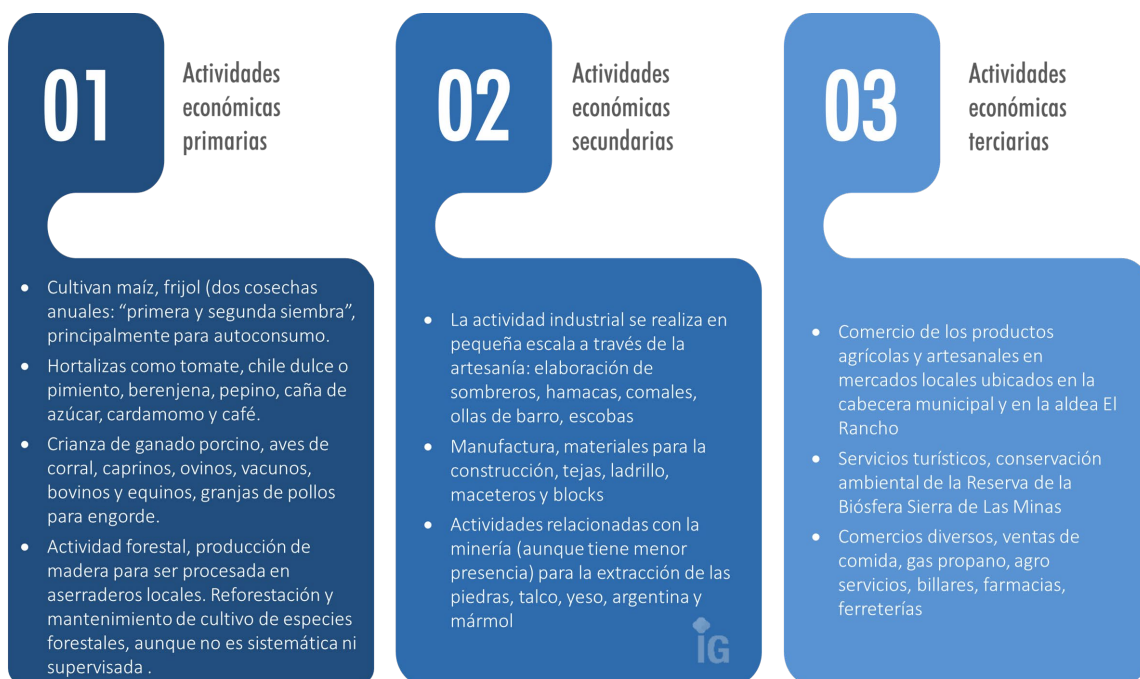 01
Actividades
económicas
primarias
• Cultivan maíz, frijol (dos cosechas
anuales: “primera y segunda siembra”,
principalmente para autoconsumo.
• Hortalizas como tomate, chile dulce o
pimiento, berenjena, pepino, caña de
azúcar, cardamomo y café.
• Crianza de ganado porcino, aves de
corral, caprinos, ovinos, vacunos,
bovinos y equinos, granjas de pollos
para engorde.
• Actividad forestal, producción de
madera para ser procesada en
aserraderos locales. Reforestación y
mantenimiento de cultivo de especies
forestales, aunque no es sistemática ni
supervisada .
02
Actividades
económicas
secundarias
• La actividad industrial se realiza en
pequeña escala a través de la
artesanía: elaboración de
sombreros, hamacas, comales,
ollas de barro, escobas
• Manufactura, materiales para la
construcción, tejas, ladrillo,
maceteros y blocks
• Actividades relacionadas con la
minería (aunque tiene menor
presencia) para la extracción de las
piedras, talco, yeso, argentina y
mármol
iG
03
Actividades
económicas
terciarias
• Comercio de los productos
agrícolas y artesanales en
mercados locales ubicados en la
cabecera municipal y en la aldea El
Rancho
• Servicios turísticos, conservación
ambiental de la Reserva de la
Biósfera Sierra de Las Minas
• Comercios diversos, ventas de
comida, gas propano, agro
servicios, billares, farmacias,
ferreterías